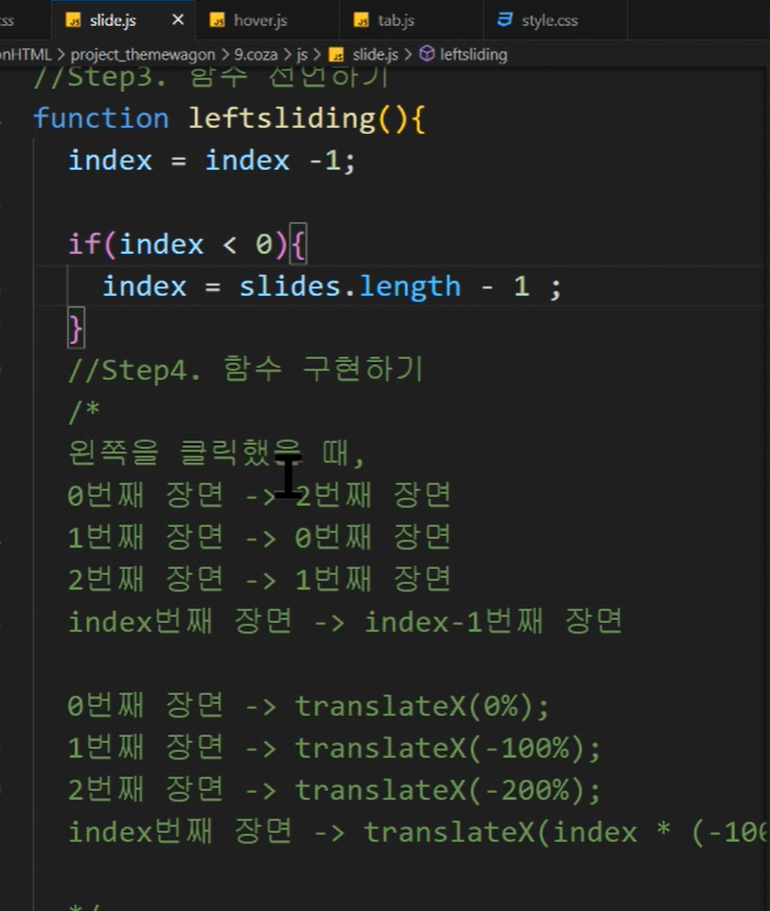 ss slide.js × hover.js tab.js style.css
onHTML > project_themewagon > 9.coza > js > slide.js > leftsliding
//Step3. 함수 선언하기
function leftsliding(){
index = index -1;
if(index < 0){
index = slides.length - 1 ;
}
//Step4. 함수 구현하기
/*
왼쪽을 클릭했을 때,
0번째 장면 -> 2번째 장면
1번째 장면 -> 0번째 장면
2번째 장면 -> 1번째 장면
index번째 장면 -> index-1번째 장면
0번째 장면 -> translateX(0%);
1번째 장면 -> translateX(-100%);
2번째 장면 -> translateX(-200%);
index번째 장면 -> translateX(index * (-100
*/